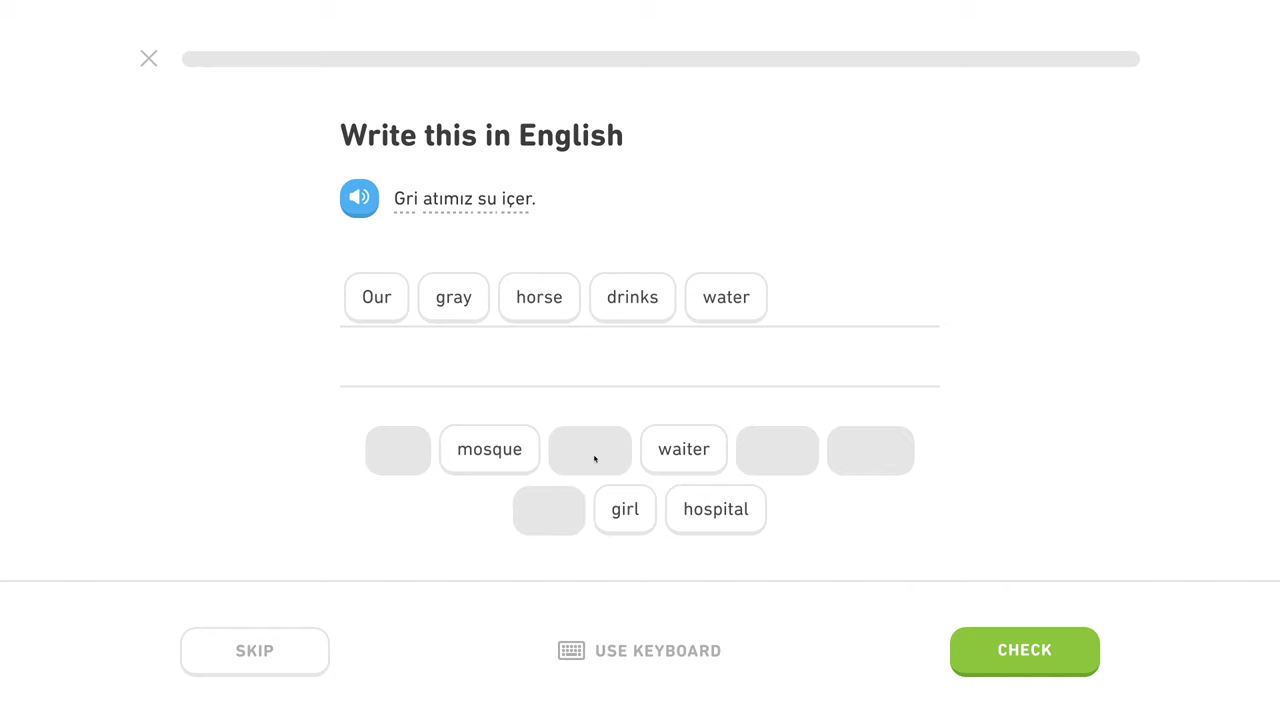 Write this in English
Gri atımız su içer.
Our gray horse drinks water
mosque waiter
girl hospital
SKIP USE KEYBOARD CHECK